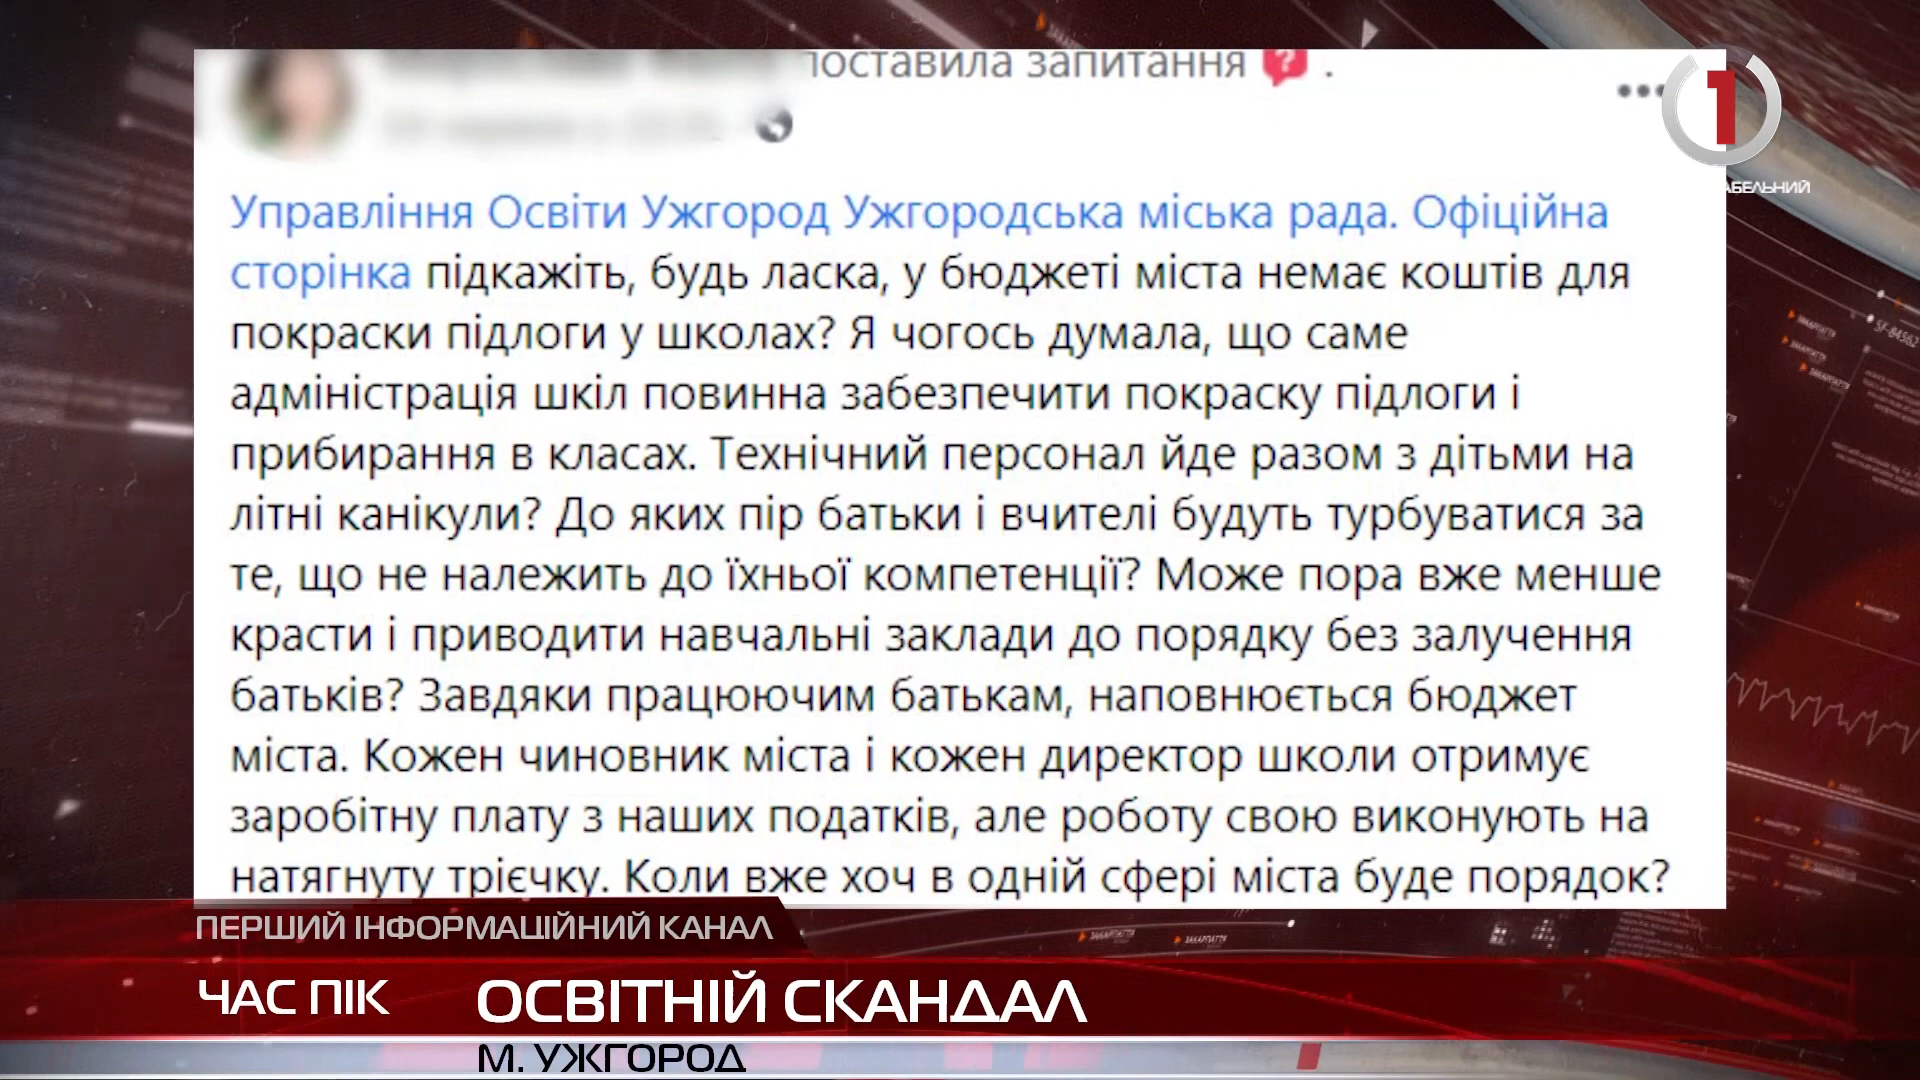 поставила запитання
Управління Освіти Ужгород Ужгородська міська рада. Офіційна
сторінка підкажіть, будь ласка, у бюджеті міста немає коштів для
покраски підлоги у школах? Я чогось думала, що саме
адміністрація шкіл повинна забезпечити покраску підлоги і
прибирання в класах. Технічний персонал йде разом з дітьми на
літні канікули? До яких пір батьки і вчителі будуть турбуватися за
те, що не належить до їхньої компетенції? Може пора вже менше
красти і приводити навчальні заклади до порядку без залучення
батьків? Завдяки працюючим батькам, наповнюється бюджет
міста. Кожен чиновник міста і кожен директор школи отримує
заробітну плату з наших податків, але роботу свою виконують на
натягнуту трієчку. Коли вже хоч в одній сфері міста буде порядок?
1
АБЕЛЬНИЙ
SF-84562
ЗАКАРПАТТЯ
ЗАКАРПАТТЯ
ПЕРШИЙ ІНФОРМАЦІЙНИЙ КАНАЛ
ЧАС ПІК
ОСВІТНІЙ СКАНДАЛ
М. УЖГОРОД